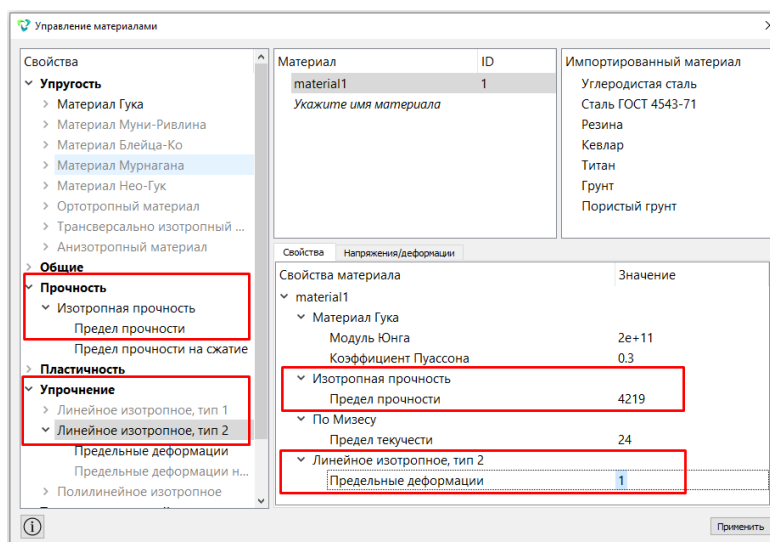 Управление материалами
Свойства
Упругость
Материал Гука
Материал Муни-Ривлина
Материал Блейца-Ко
Материал Мурнагана
Материал Нео-Гук
Ортотропный материал
Трансверсально изотропный ...
Анизотропный материал
Общие
Прочность
Изотропная прочность
Предел прочности
Предел прочности на сжатие
Пластичность
Упрочнение
Линейное изотропное, тип 1
Линейное изотропное, тип 2
Предельные деформации
Предельные деформации н...
Полилинейное изотропное
Материал ID
material1 1
Укажите имя материала
Импортированный материал
Углеродистая сталь
Сталь ГОСТ 4543-71
Резина
Кевлар
Титан
Грунт
Пористый грунт
Свойства Напряжения/деформации
Свойства материала Значение
material1
Материал Гука
Модуль Юнга 2e+11
Коэффициент Пуассона 0.3
Изотропная прочность
Предел прочности 4219
По Мизесу
Предел текучести 24
Линейное изотропное, тип 2
Предельные деформации 1
Применить